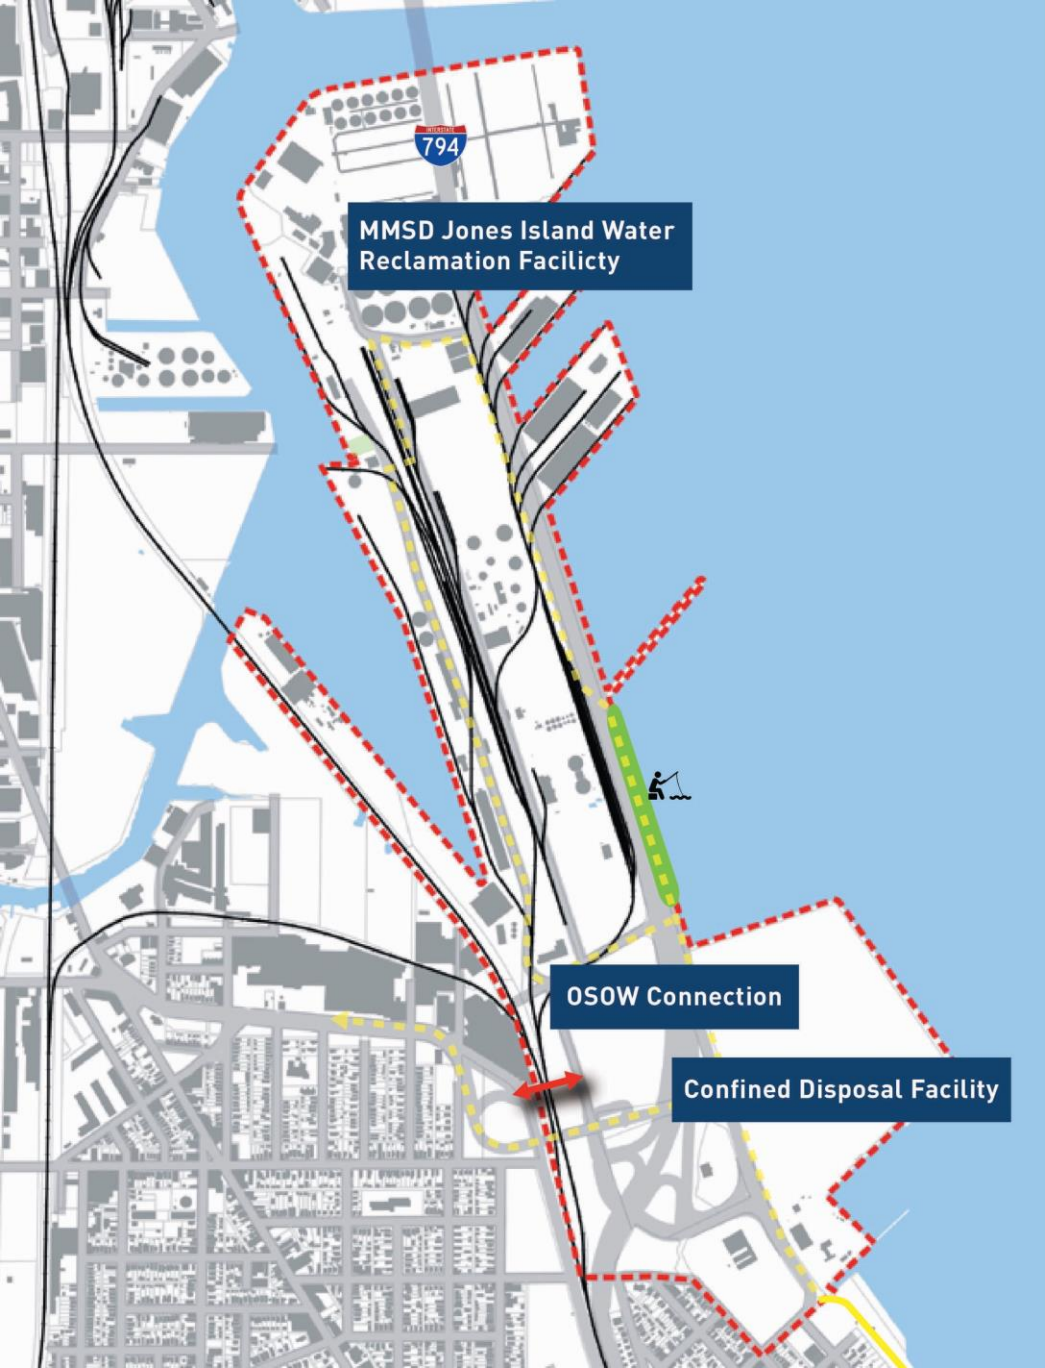 INTERSTATE
794
MMSD Jones Island Water
Reclamation Facilicty
OSOW Connection
Confined Disposal Facility